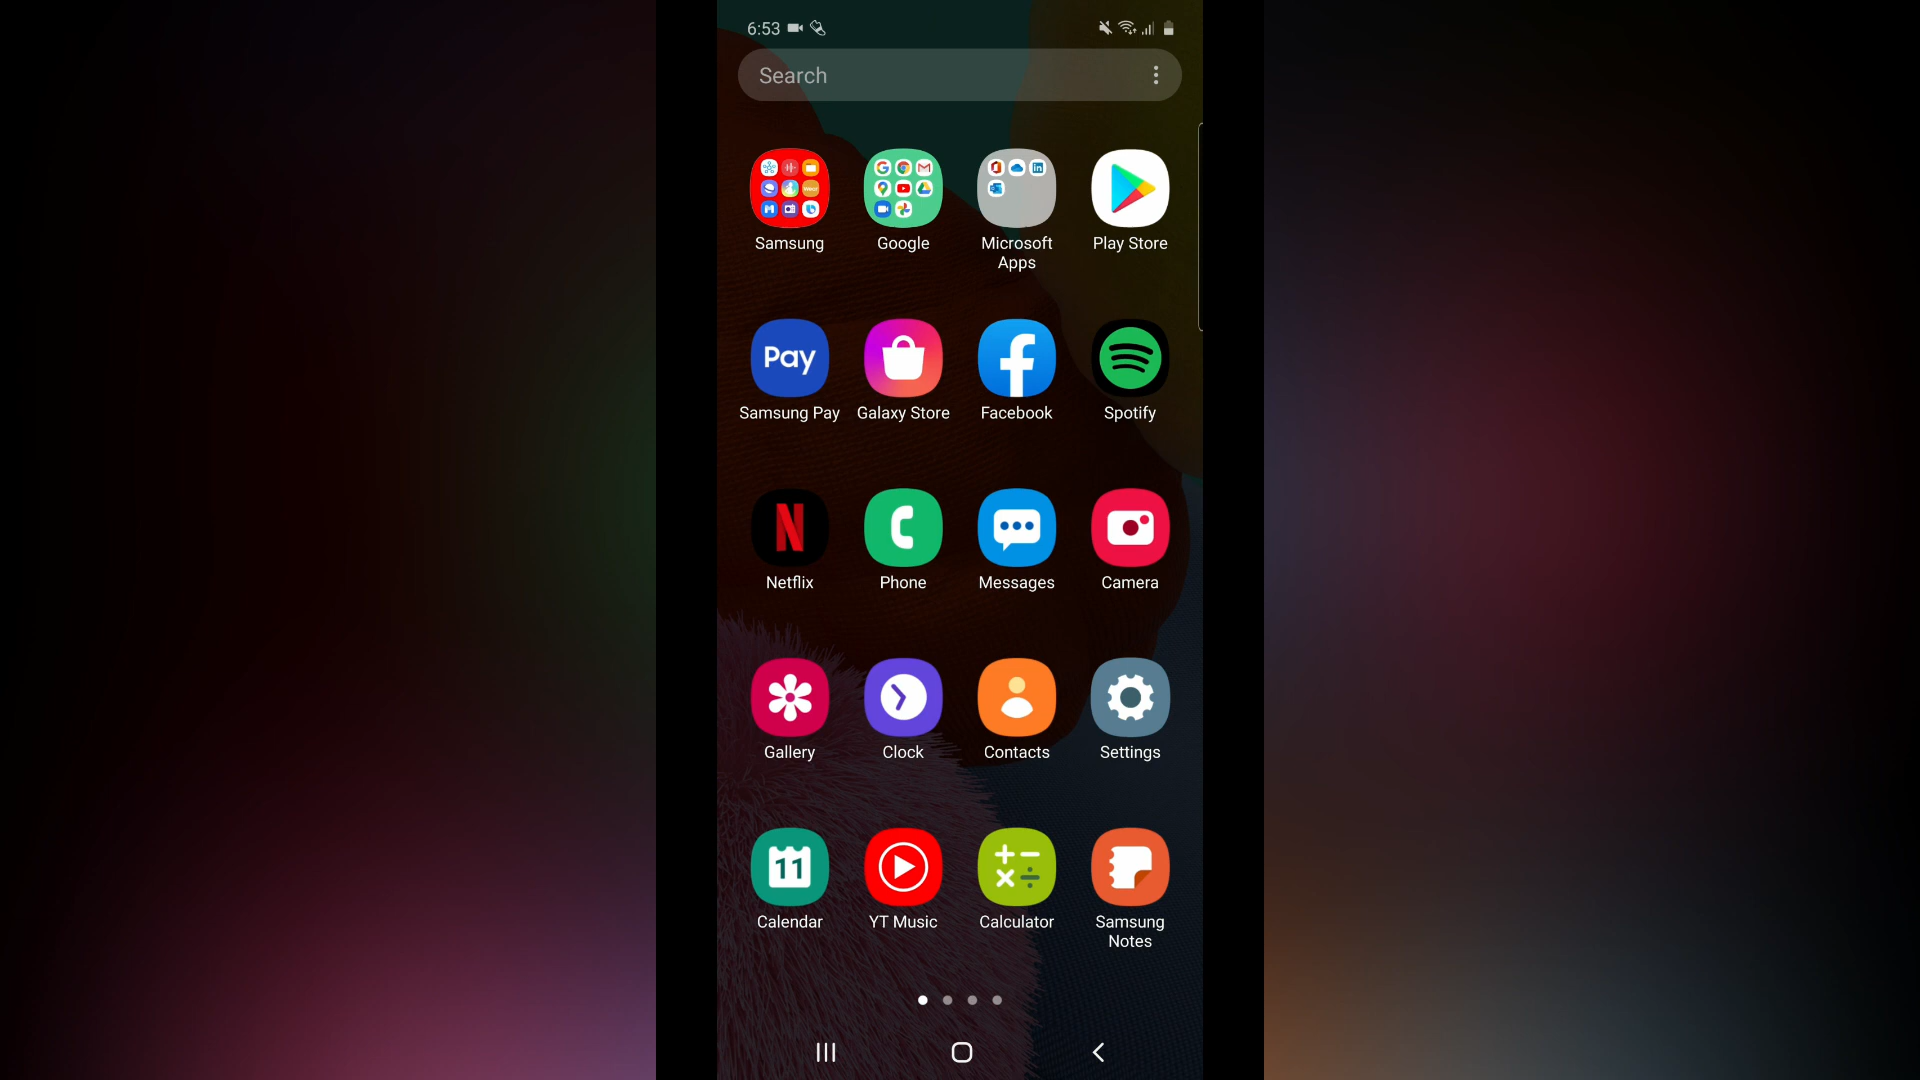 6:53
Search
Samsung
Google
Microsoft
Apps
Play Store
Pay
Samsung Pay
Galaxy Store
Facebook
Spotify
N
Netflix
Phone
Messages
Camera
Gallery
Clock
Contacts
Settings
11
Calendar
YT Music
Calculator
Samsung
Notes